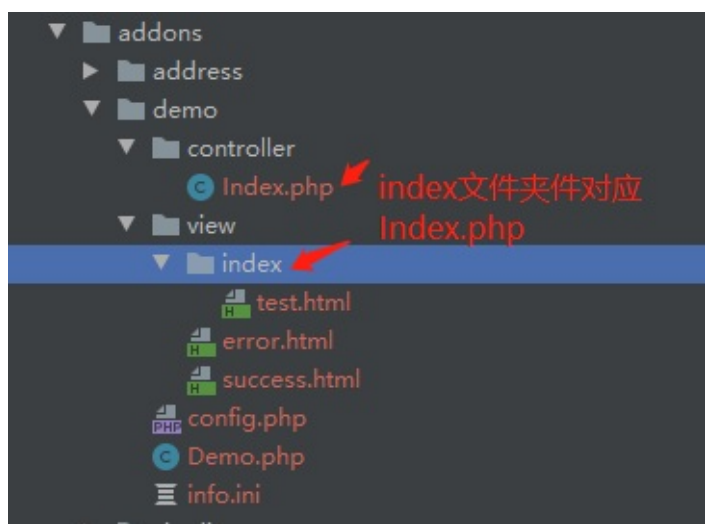 addons
address
demo
controller
Index.php
index文件夹件对应
Index.php
view
index
test.html
error.html
success.html
config.php
Demo.php
info.ini